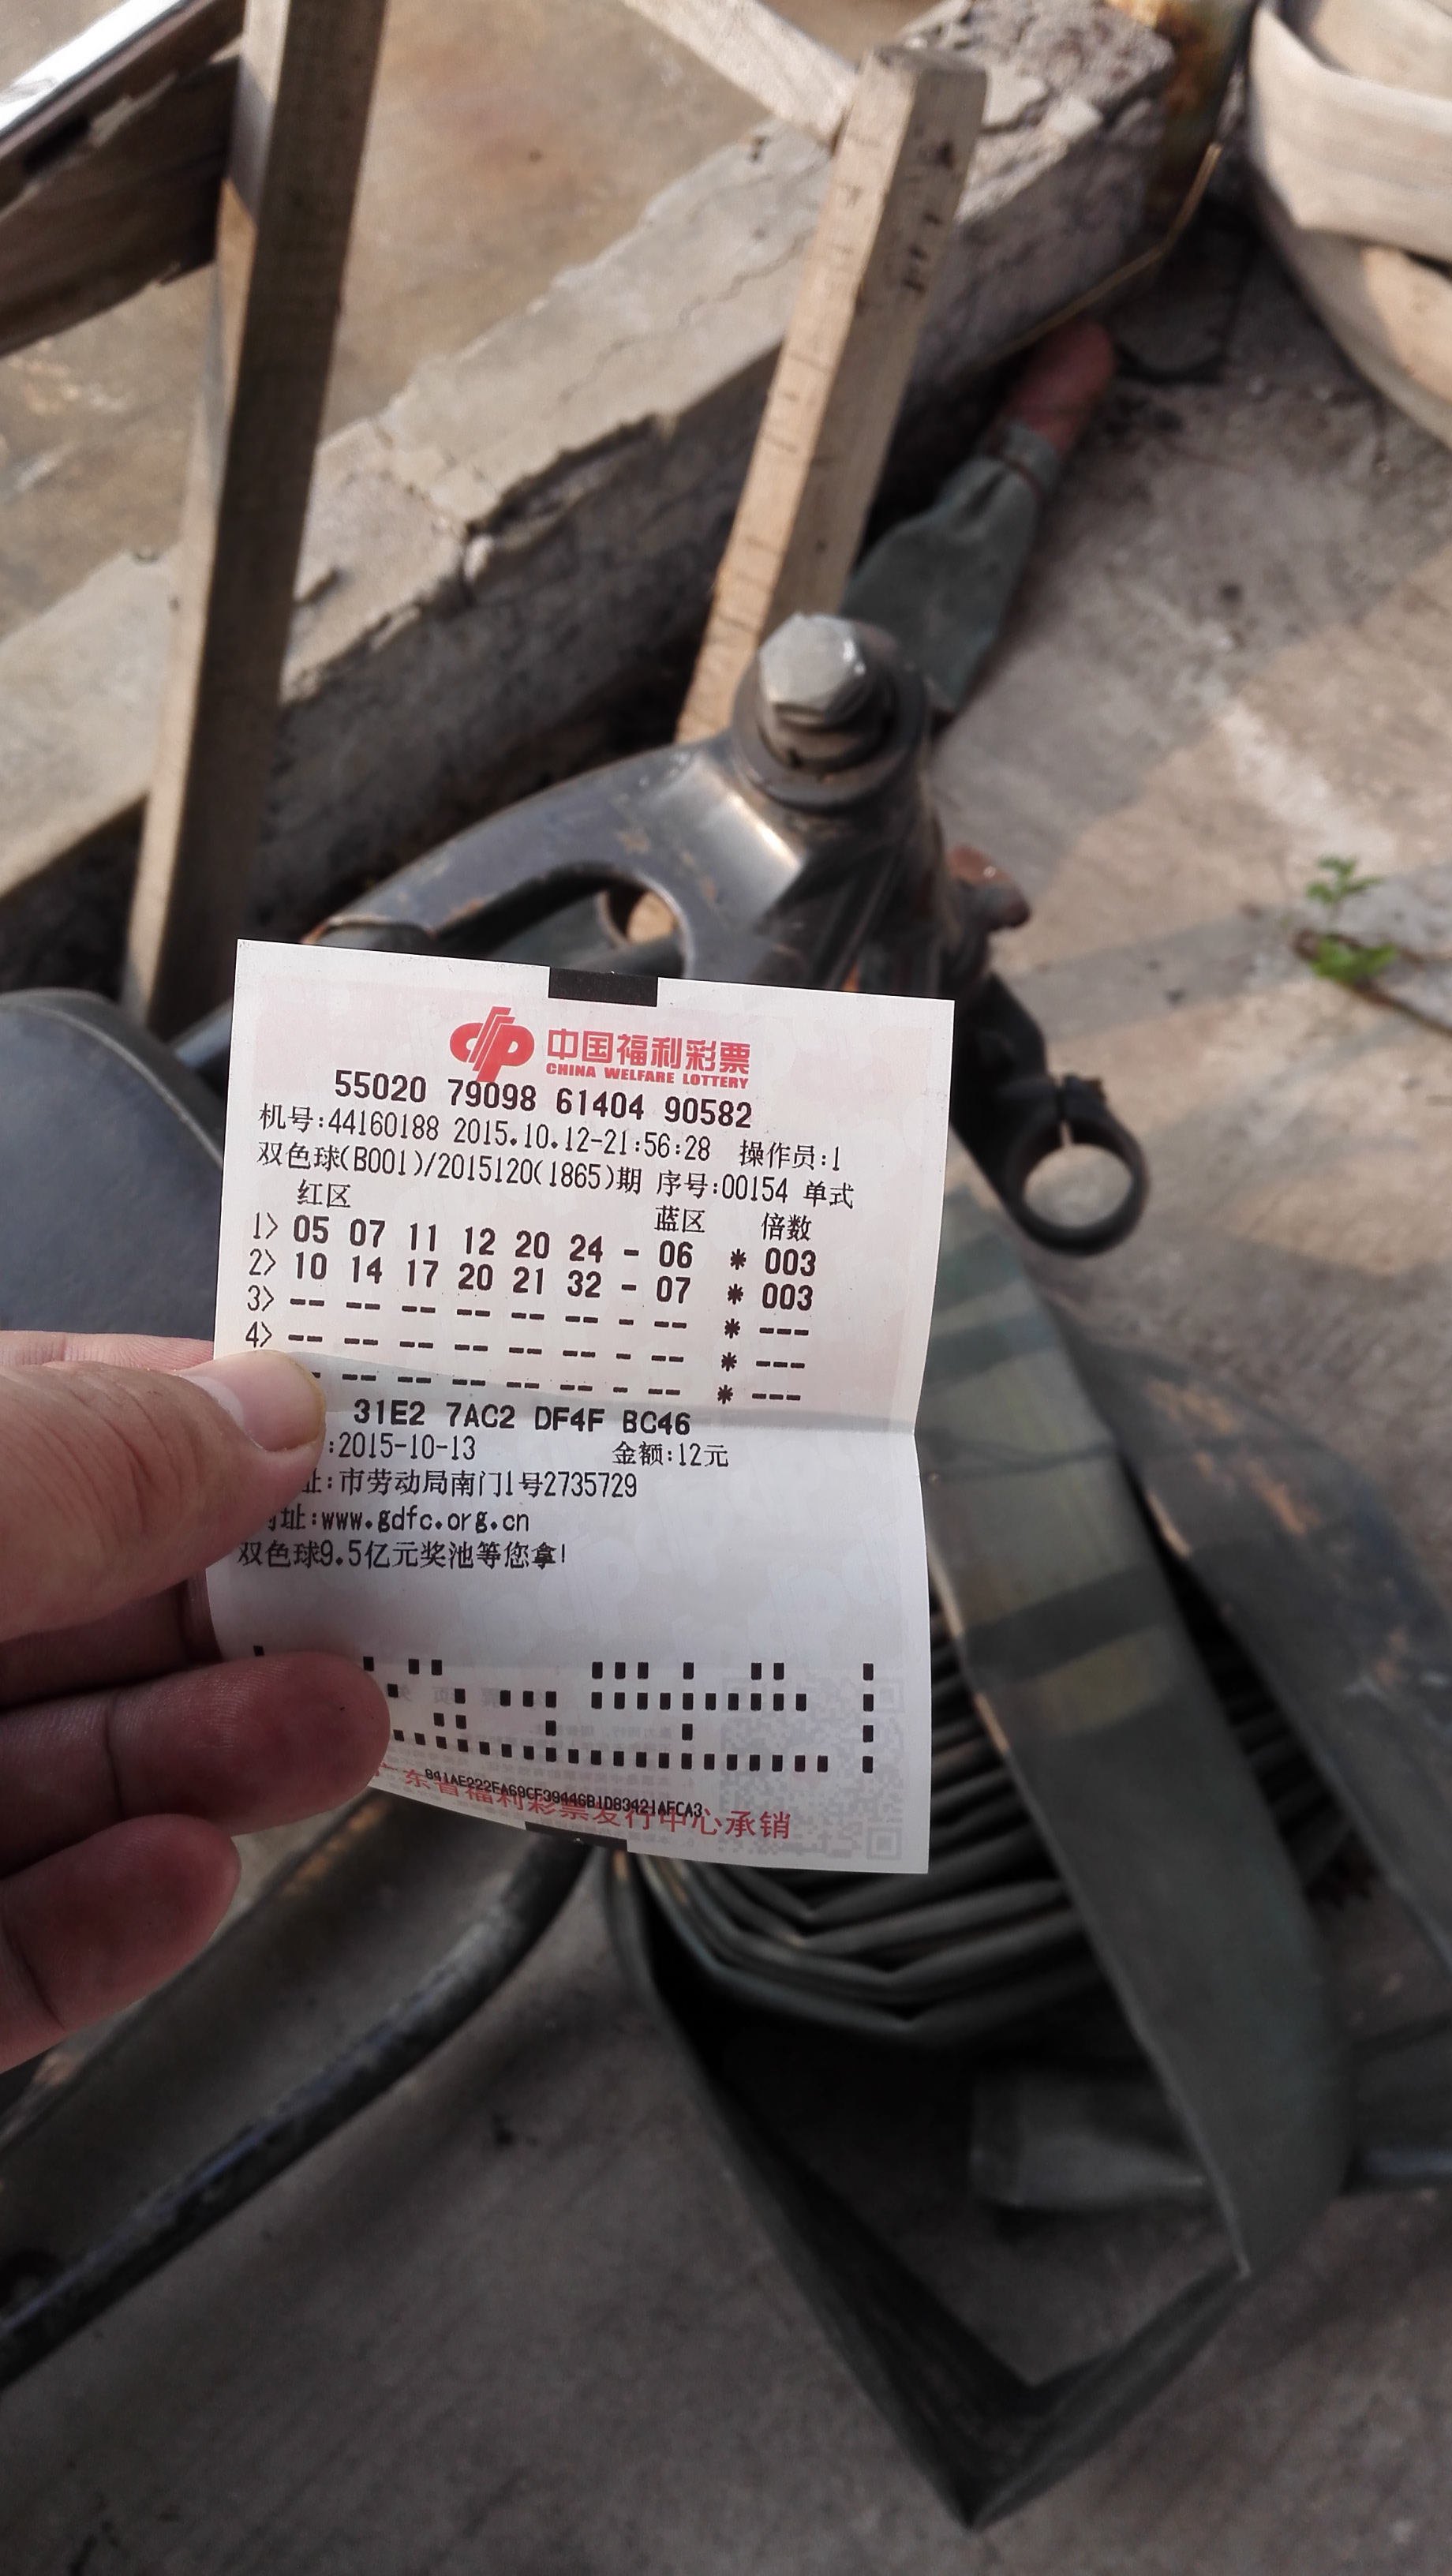 中国福利彩票
CHINA WELFARE LOTTERY
55020 79098 61404 90582
机号:44160188 2015.10.12-21:56:28 操作员:1
双色球(B001)/2015120(1865)期 序号:00154 单式
红区 蓝区 倍数
1> 05 07 11 12 20 24 - 06 * 003
2> 10 14 17 20 21 32 - 07 * 003
3> -- -- -- -- -- -- - -- * ---
4> -- -- -- -- -- -- - -- * ---
-- -- -- -- -- - -- * ---
31E2 7AC2 DF4F BC46
:2015-10-13 金额:12元
址:市劳动局南门1号2735729
网址:www.gdfc.org.cn
双色球9.5亿元奖池等您拿!
841AE222FA69CF39446B1D83421AFCA3
广东省福利彩票发行中心承销